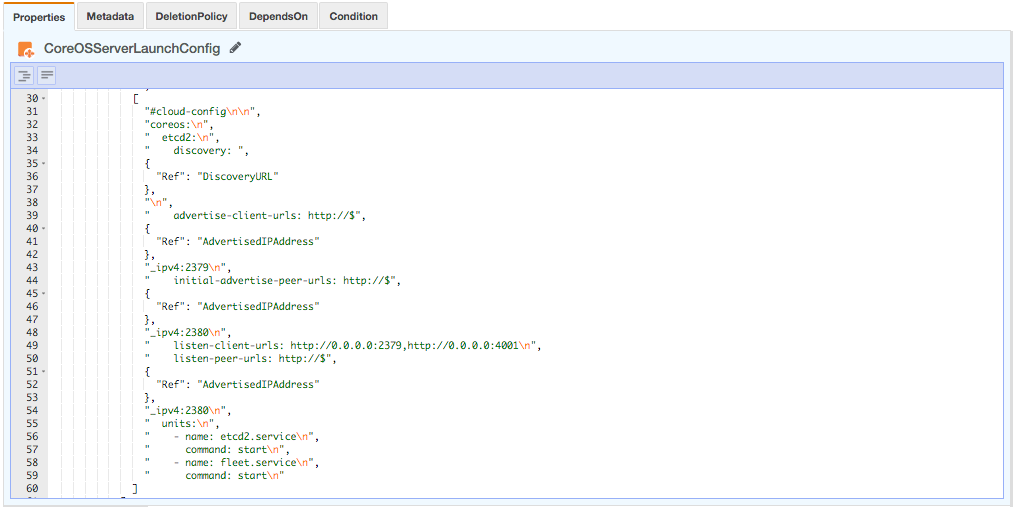 Properties Metadata DeletionPolicy DependsOn Condition
CoreOSServerLaunchConfig
30 [
31 "#cloud-config\n\n",
32 "coreos:\n",
33 "  etcd2:\n",
34 "    discovery: ",
35 {
36 "Ref": "DiscoveryURL"
37 },
38 "\n",
39 "    advertise-client-urls: http://$",
40 {
41 "Ref": "AdvertisedIPAddress"
42 },
43 "_ipv4:2379\n",
44 "    initial-advertise-peer-urls: http://$",
45 {
46 "Ref": "AdvertisedIPAddress"
47 },
48 "_ipv4:2380\n",
49 "    listen-client-urls: http://0.0.0.0:2379,http://0.0.0.0:4001\n",
50 "    listen-peer-urls: http://$",
51 {
52 "Ref": "AdvertisedIPAddress"
53 },
54 "_ipv4:2380\n",
55 "  units:\n",
56 "    - name: etcd2.service\n",
57 "      command: start\n",
58 "    - name: fleet.service\n",
59 "      command: start\n"
60 ]